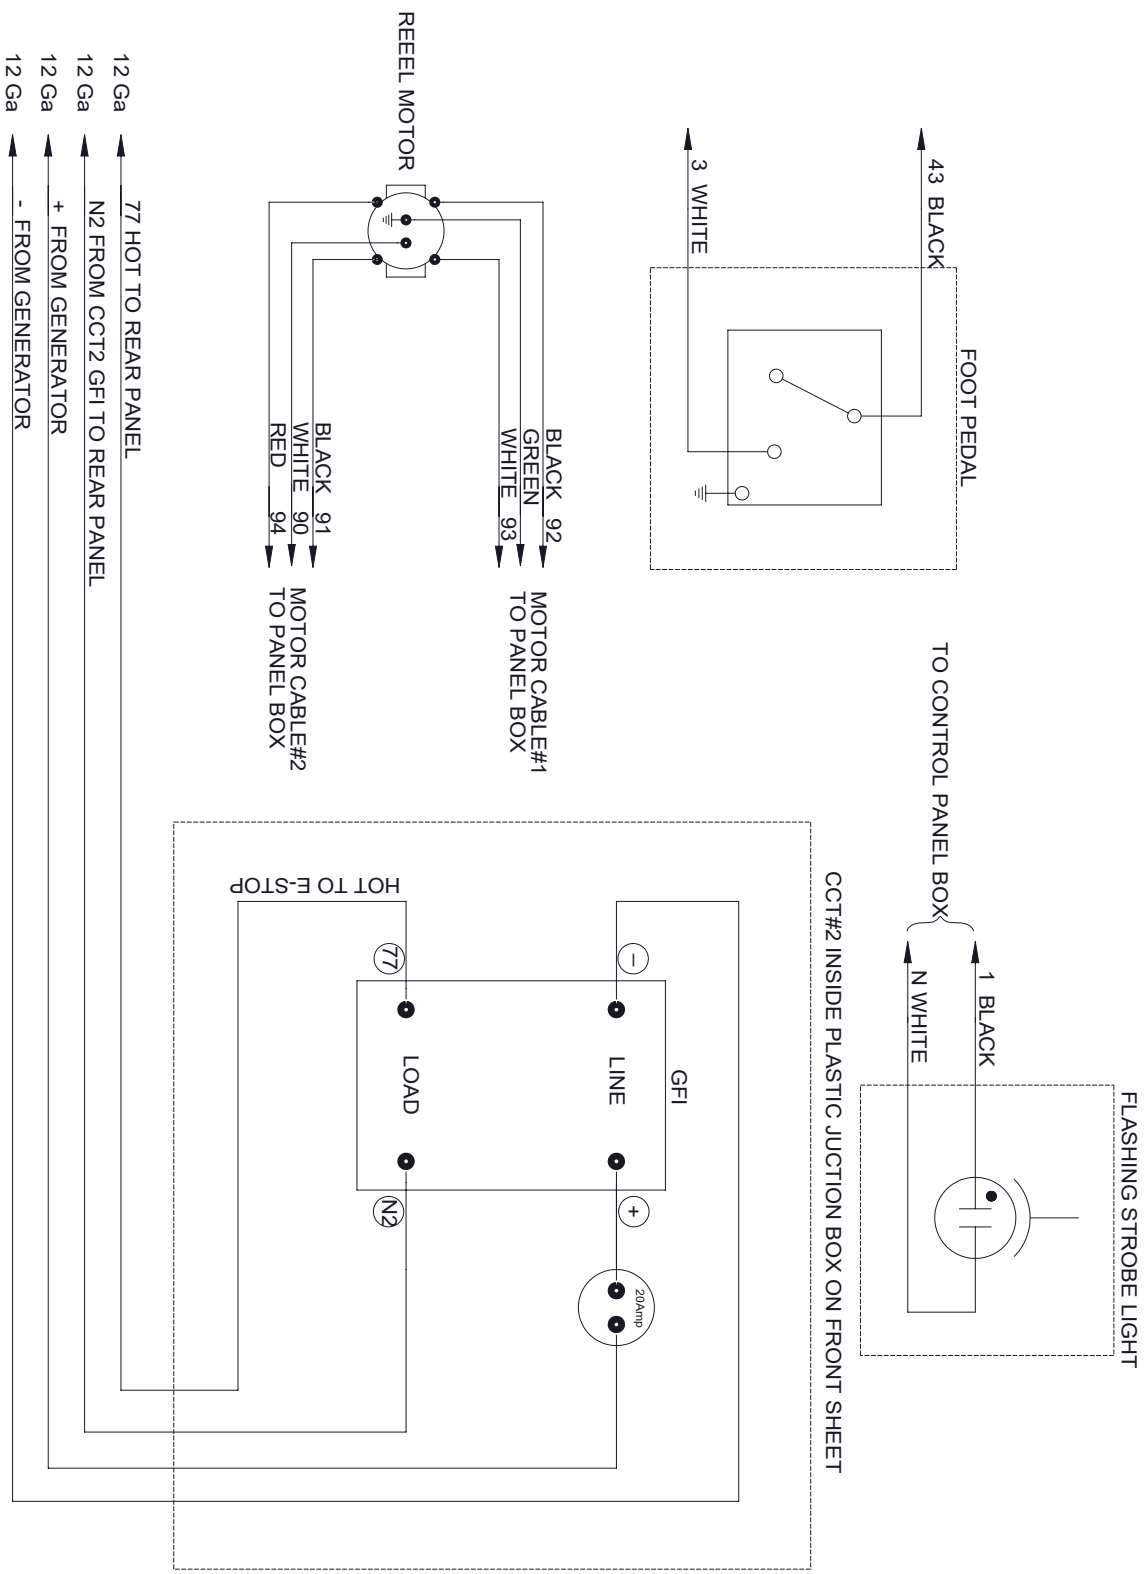 FLASHING STROBE LIGHT
TO CONTROL PANEL BOX
1 BLACK
N WHITE
FOOT PEDAL
43 BLACK
3 WHITE
CCT#2 INSIDE PLASTIC JUCTION BOX ON FRONT SHEET
GFI
LINE
LOAD
–
+
77
N2
20Amp
HOT TO E-STOP
REEEL MOTOR
BLACK 92
GREEN
WHITE 93
MOTOR CABLE#1
TO PANEL BOX
BLACK 91
WHITE 90
RED 94
MOTOR CABLE#2
TO PANEL BOX
12 Ga
77 HOT TO REAR PANEL
12 Ga
N2 FROM CCT2 GFI TO REAR PANEL
12 Ga
+ FROM GENERATOR
12 Ga
- FROM GENERATOR